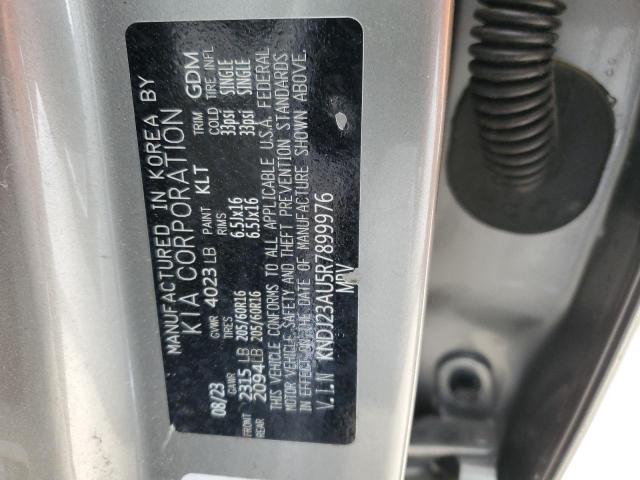 MANUFACTURED IN KOREA BY
KIA CORPORATION
08/23 GVWR 4023 LB PAINT KLT TRIM GDM
GAWR RIMS COLD TIRE INFL
FRONT 2315 LB 205/60R16 6.5Jx16 33psi SINGLE
REAR 2094 LB 205/60R16 6.5Jx16 33psi SINGLE
THIS VEHICLE CONFORMS TO ALL APPLICABLE U.S.A. FEDERAL
MOTOR VEHICLE SAFETY AND THEFT PREVENTION STANDARDS
IN EFFECT ON THE DATE OF MANUFACTURE SHOWN ABOVE.
V.I.N KNDJ23AU5R7899976
MPV